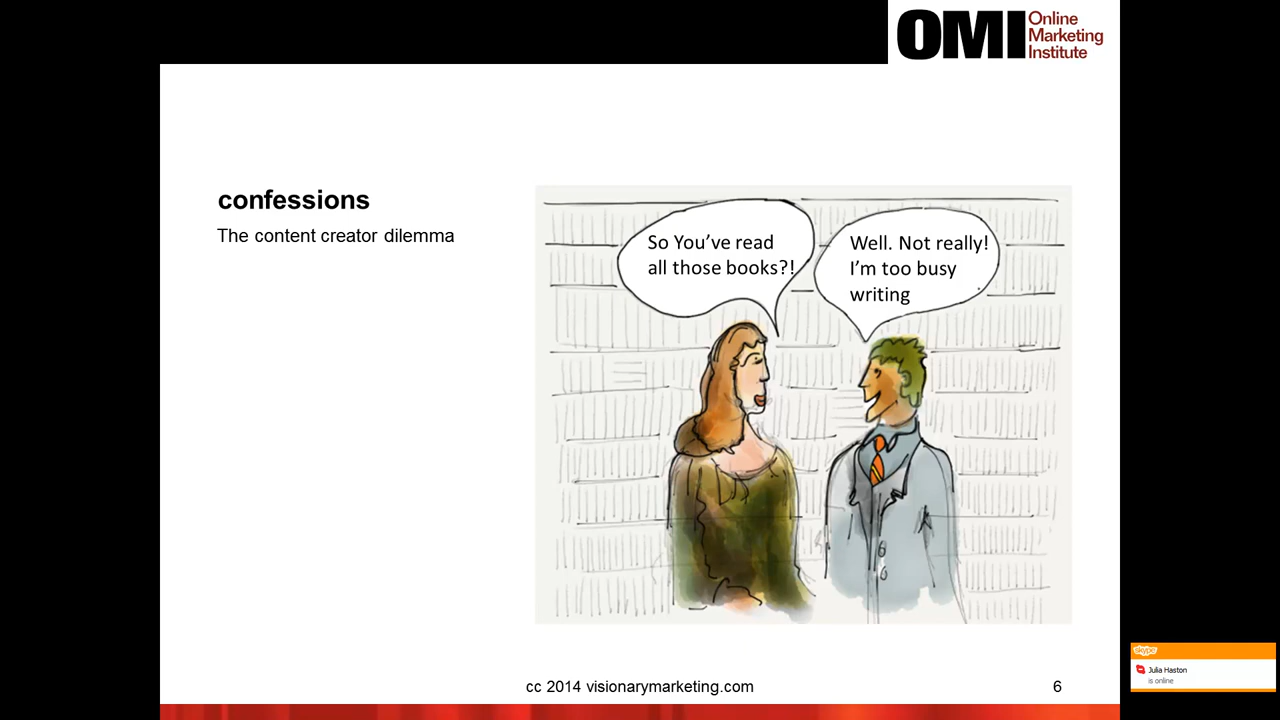 OMI Online
Marketing
Institute
confessions
The content creator dilemma
So You've read
all those books?!
Well. Not really!
I'm too busy
writing
cc 2014 visionarymarketing.com
6
skype
Julia Haston
is online